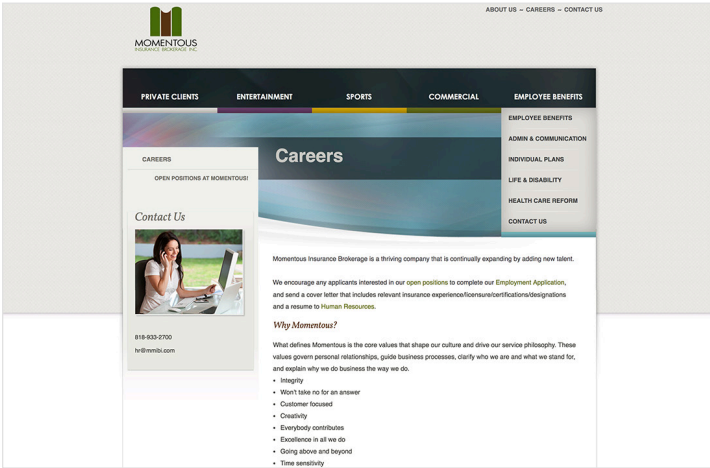 MOMENTOUS
INSURANCE BROKERAGE INC
ABOUT US – CAREERS – CONTACT US
PRIVATE CLIENTS
ENTERTAINMENT
SPORTS
COMMERCIAL
EMPLOYEE BENEFITS
EMPLOYEE BENEFITS
ADMIN & COMMUNICATION
INDIVIDUAL PLANS
LIFE & DISABILITY
HEALTH CARE REFORM
CONTACT US
CAREERS
OPEN POSITIONS AT MOMENTOUS!
Contact Us
818-933-2700
hr@mmibi.com
Careers
Momentous Insurance Brokerage is a thriving company that is continually expanding by adding new talent.
We encourage any applicants interested in our open positions to complete our Employment Application,
and send a cover letter that includes relevant insurance experience/licensure/certifications/designations
and a resume to Human Resources.
Why Momentous?
What defines Momentous is the core values that shape our culture and drive our service philosophy. These
values govern personal relationships, guide business processes, clarify who we are and what we stand for,
and explain why we do business the way we do.
• Integrity
• Won't take no for an answer
• Customer focused
• Creativity
• Everybody contributes
• Excellence in all we do
• Going above and beyond
• Time sensitivity